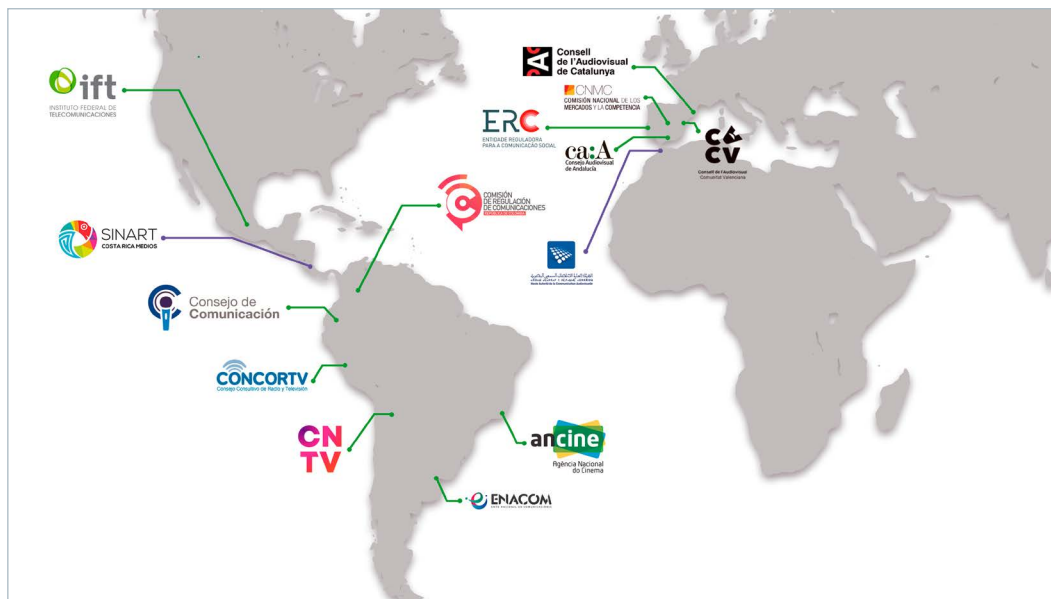 ift
INSTITUTO FEDERAL DE
TELECOMUNICACIONES
SINART
COSTA RICA MEDIOS
Consejo de
Comunicación
CONCORTV
Consejo Consultivo de Radio y Televisión
CN
TV
COMISIÓN
DE REGULACIÓN
DE COMUNICACIONES
REPÚBLICA DE COLOMBIA
ancine
Agência Nacional
do Cinema
ENACOM
Consell
de l'Audiovisual
de Catalunya
CNMC
COMISIÓN NACIONAL DE LOS
MERCADOS Y LA COMPETENCIA
ERC
ENTIDADE REGULADORA
PARA A COMUNICAÇÃO SOCIAL
ca:A
Consejo Audiovisual
de Andalucía
Consell de l'Audiovisual
Comunitat Valenciana